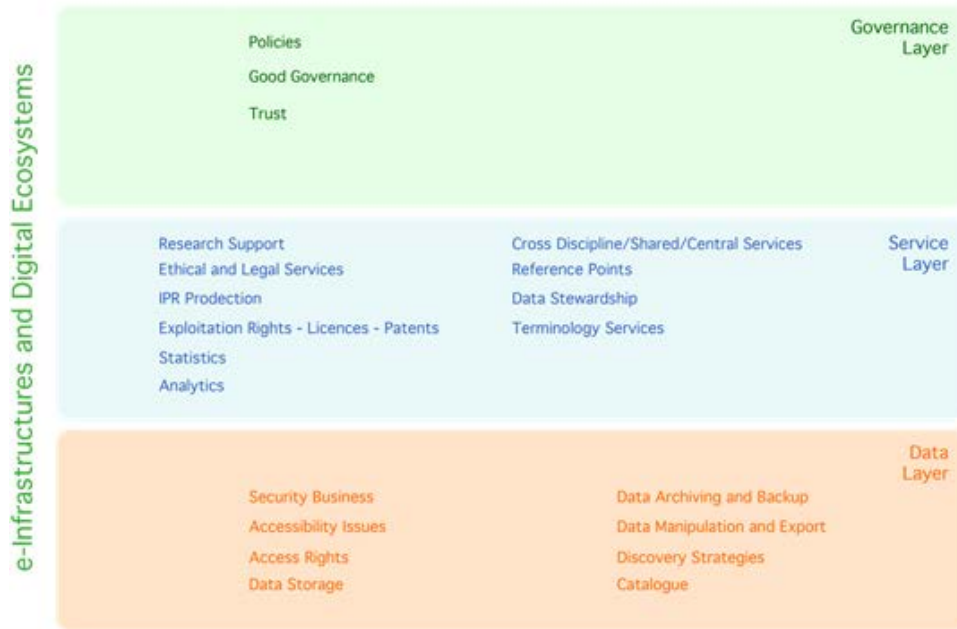 e-Infrastructures and Digital Ecosystems
Governance
Layer
Policies
Good Governance
Trust
Service
Layer
Research Support
Ethical and Legal Services
IPR Prodection
Exploitation Rights - Licences - Patents
Statistics
Analytics
Cross Discipline/Shared/Central Services
Reference Points
Data Stewardship
Terminology Services
Data
Layer
Security Business
Accessibility Issues
Access Rights
Data Storage
Data Archiving and Backup
Data Manipulation and Export
Discovery Strategies
Catalogue